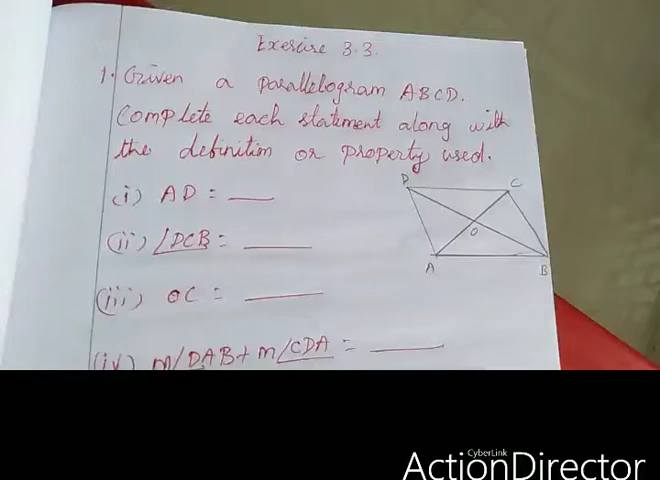 Exercise 3.3.
1. Given a parallelogram ABCD.
Complete each statement along with
the definition or property used.
(i) AD = ___
(ii) ∠DCB = ___
(iii) OC = ___
(iv) m∠DAB + m∠CDA = ___
D
C
O
A
B
CyberLink
ActionDirector